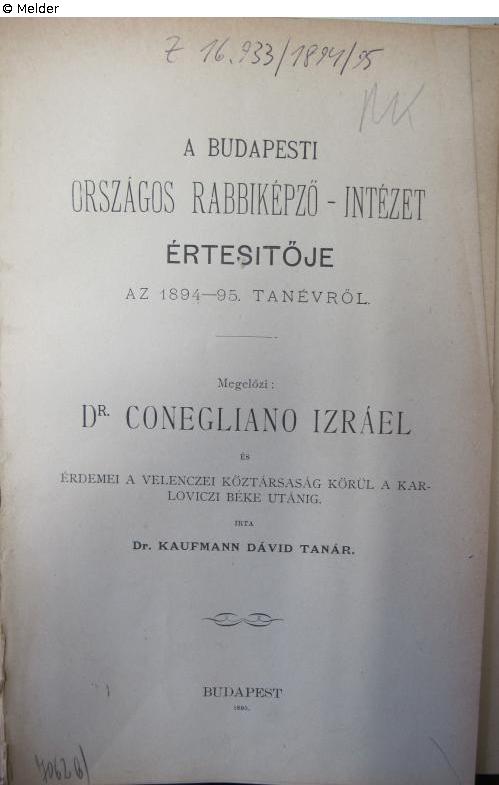 © Melder
Z 16.933/1894/95
A BUDAPESTI
ORSZÁGOS RABBIKÉPZŐ - INTÉZET
ÉRTESITŐJE
AZ 1894—95. TANÉVRŐL.
Megelőzi:
DR. CONEGLIANO IZRÁEL
ÉS
ÉRDEMEI A VELENCZEI KÖZTÁRSASÁG KÖRÜL A KAR-
LOVICZI BÉKE UTÁNIG.
IRTA
Dr. KAUFMANN DÁVID TANÁR.
BUDAPEST
1895.